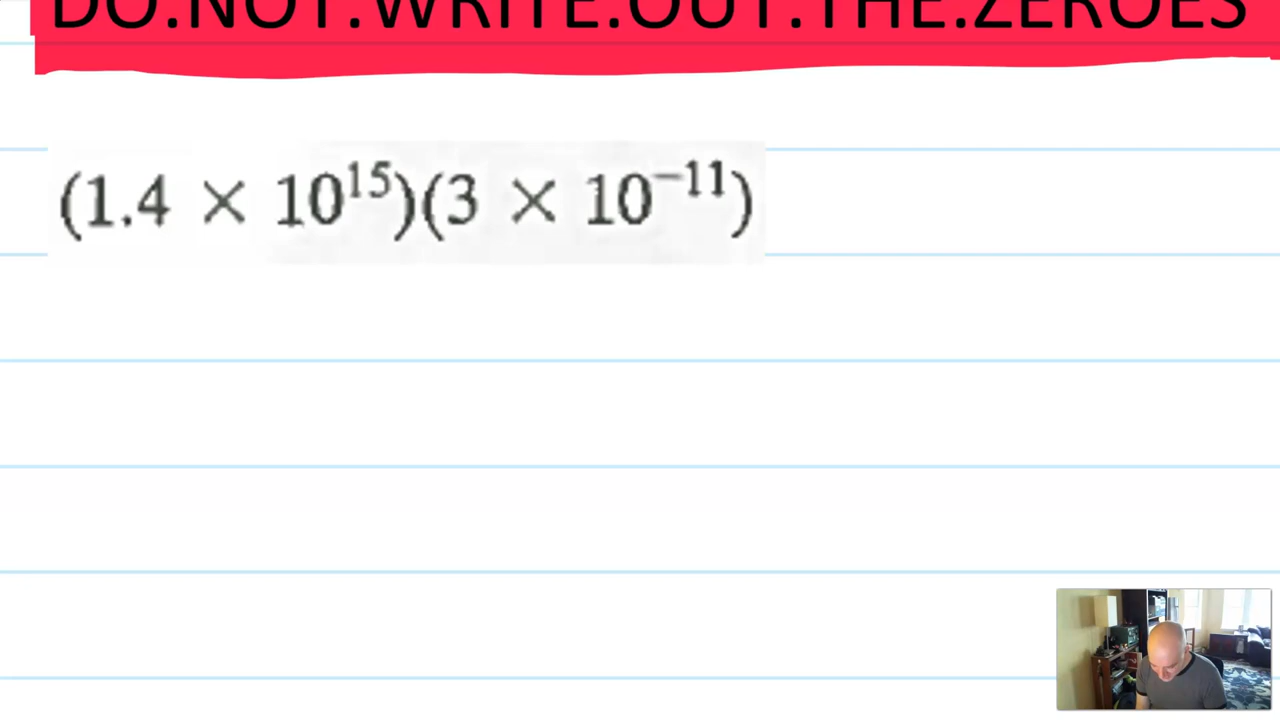 DO.NOT.WRITE.OUT.THE.ZEROES
(1.4 × 10¹⁵)(3 × 10⁻¹¹)